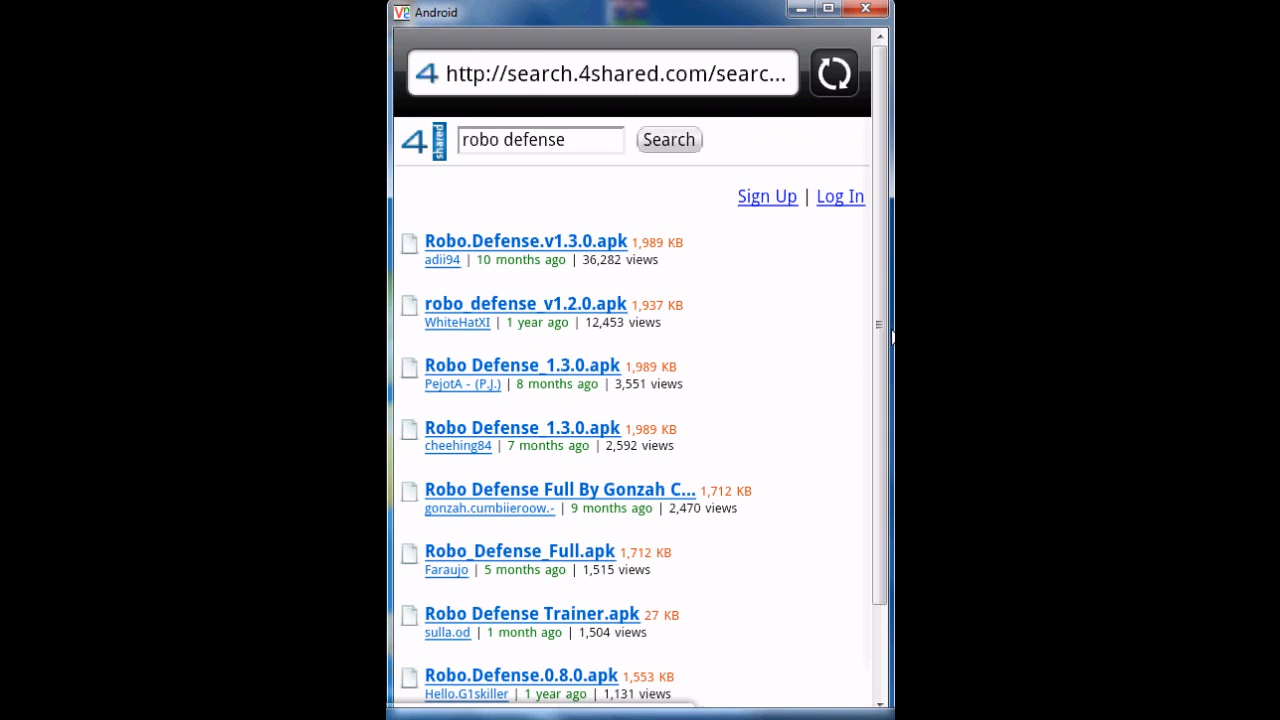 Android
http://search.4shared.com/searc...
4 shared robo defense Search
Sign Up | Log In
Robo.Defense.v1.3.0.apk 1,989 KB
adii94 | 10 months ago | 36,282 views
robo_defense_v1.2.0.apk 1,937 KB
WhiteHatXI | 1 year ago | 12,453 views
Robo Defense_1.3.0.apk 1,989 KB
PejotA - (P.J.) | 8 months ago | 3,551 views
Robo Defense_1.3.0.apk 1,989 KB
cheehing84 | 7 months ago | 2,592 views
Robo Defense Full By Gonzah C... 1,712 KB
gonzah.cumbiieroow.- | 9 months ago | 2,470 views
Robo_Defense_Full.apk 1,712 KB
Faraujo | 5 months ago | 1,515 views
Robo Defense Trainer.apk 27 KB
sulla.od | 1 month ago | 1,504 views
Robo.Defense.0.8.0.apk 1,553 KB
Hello.G1skiller | 1 year ago | 1,131 views